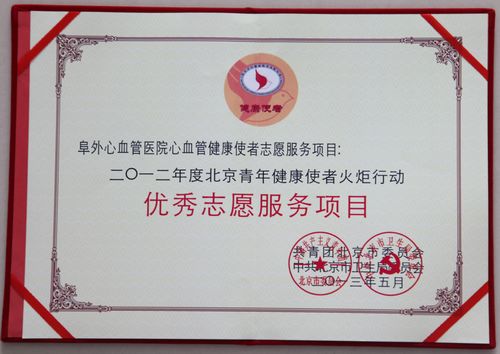 健康使者
阜外心血管医院心血管健康使者志愿服务项目:
二〇一二年度北京青年健康使者火炬行动
优秀志愿服务项目
共青团北京市委员会
中共北京市卫生局委员会
一三年五月